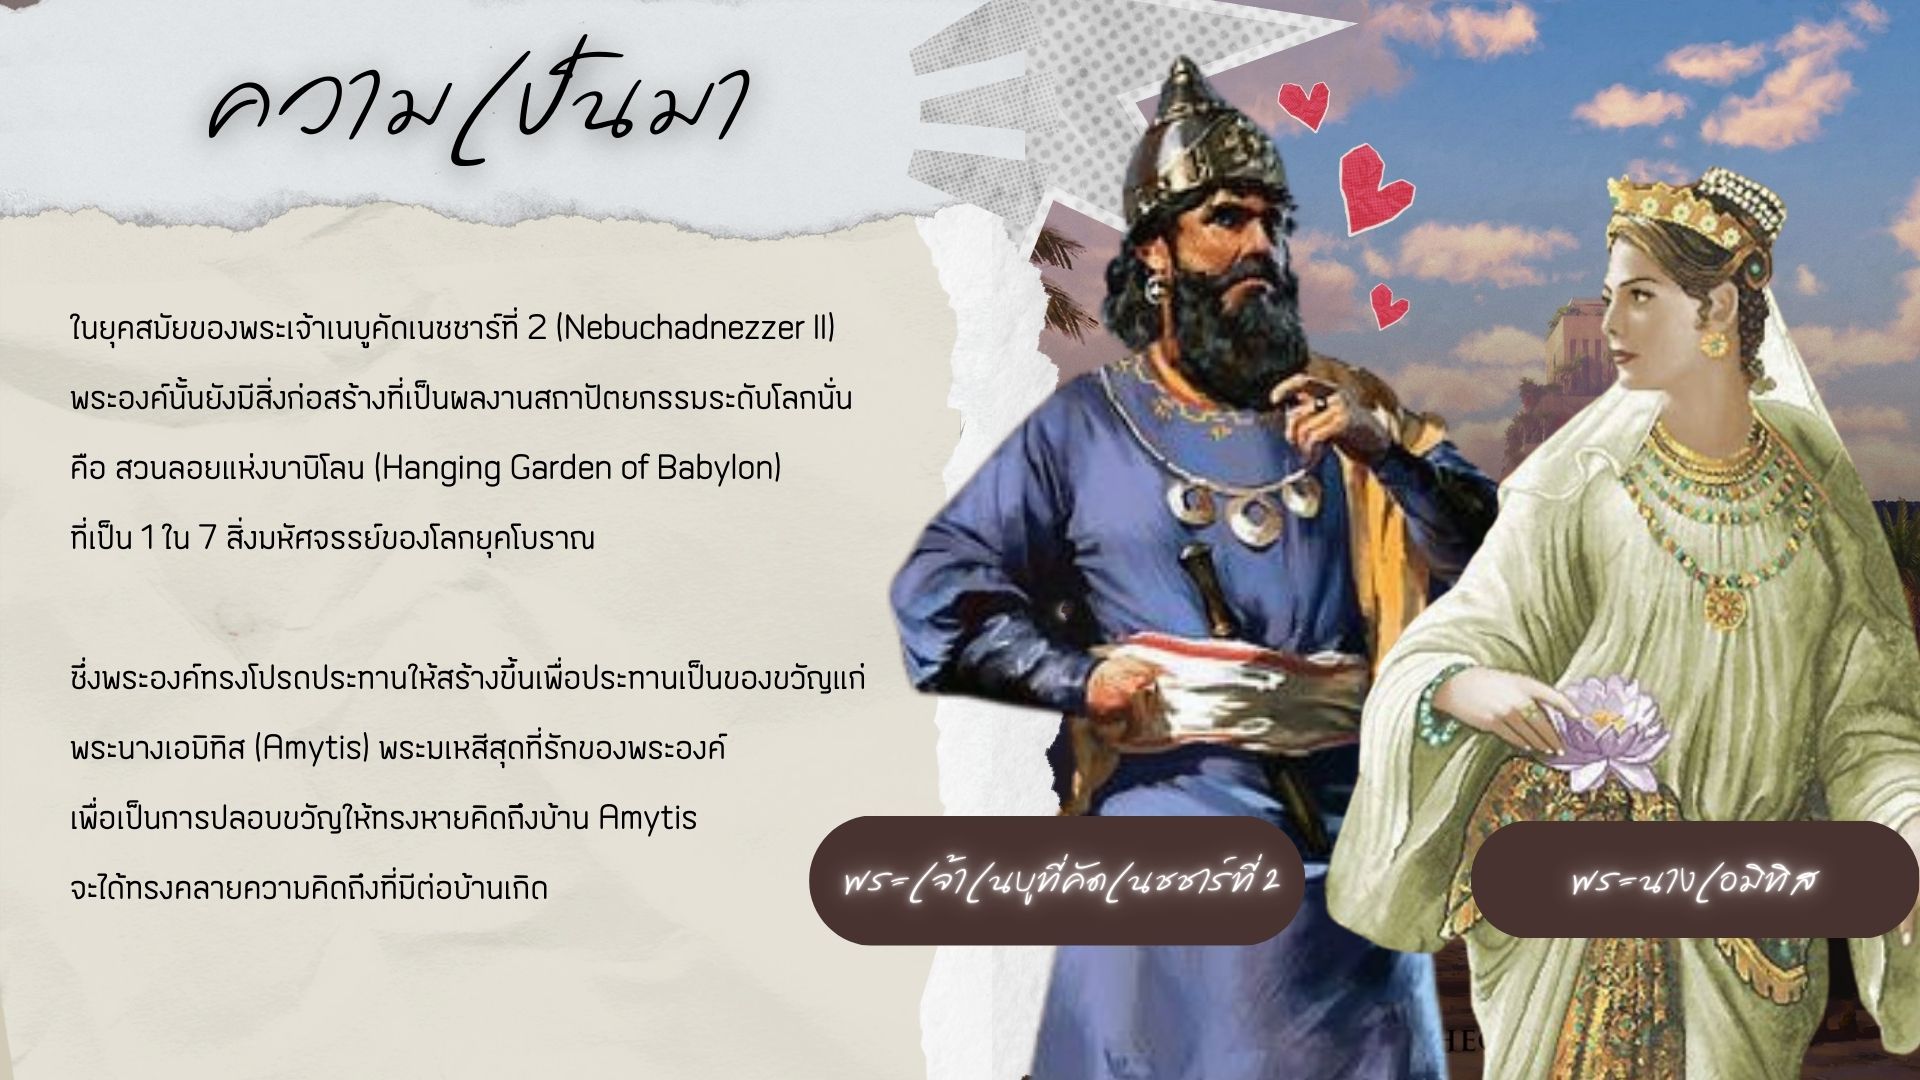 ความเป็นมา
ในยุคสมัยของพระเจ้าเนบูคัดเนซซาร์ที่ 2 (Nebuchadnezzer II)
พระองค์นั้นยังมีสิ่งก่อสร้างที่เป็นผลงานสถาปัตยกรรมระดับโลกนั่น
คือ สวนลอยแห่งบาบิโลน (Hanging Garden of Babylon)
ที่เป็น 1 ใน 7 สิ่งมหัศจรรย์ของโลกยุคโบราณ
ซึ่งพระองค์ทรงโปรดประทานให้สร้างขึ้นเพื่อประทานเป็นของขวัญแก่
พระนางเอมิทิส (Amytis) พระมเหสีสุดที่รักของพระองค์
เพื่อเป็นการปลอบขวัญให้ทรงหายคิดถึงบ้าน Amytis
จะได้ทรงคลายความคิดถึงที่มีต่อบ้านเกิด
พระเจ้าเนบูที่คัดเนซซาร์ที่ 2
พระนางเอมิทิส